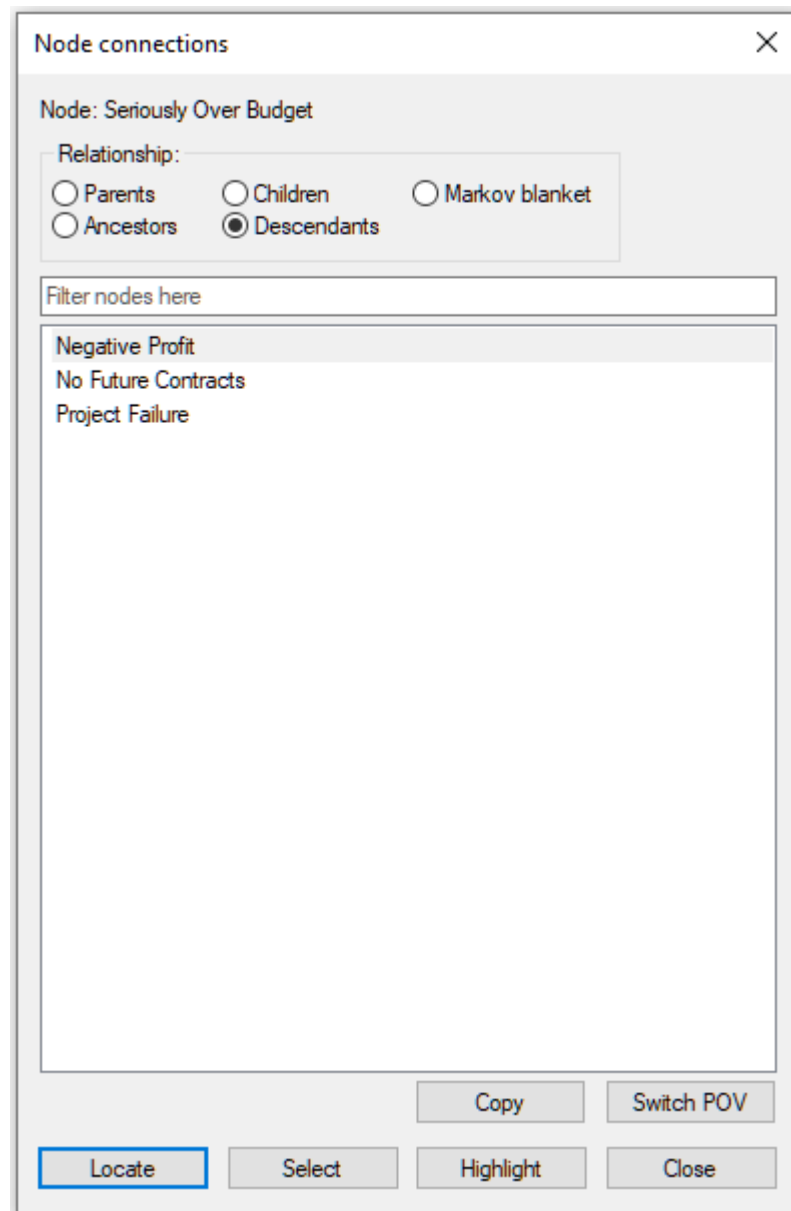 Node connections
Node: Seriously Over Budget
Relationship:
Parents Children Markov blanket
Ancestors Descendants
Filter nodes here
Negative Profit
No Future Contracts
Project Failure
Copy Switch POV
Locate Select Highlight Close